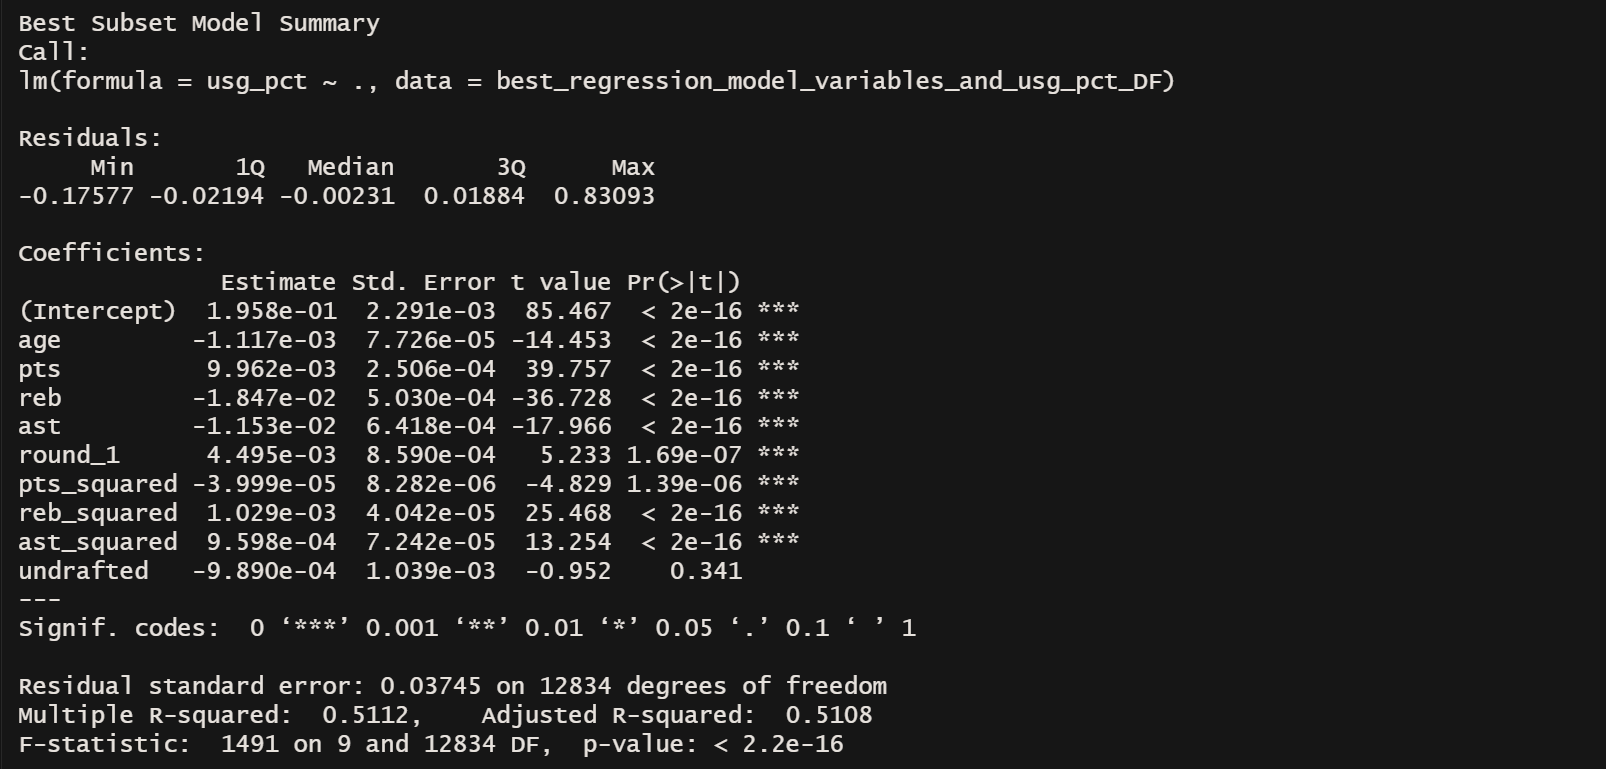 Best Subset Model Summary
Call:
lm(formula = usg_pct ~ ., data = best_regression_model_variables_and_usg_pct_DF)

Residuals:
     Min       1Q   Median       3Q      Max
-0.17577 -0.02194 -0.00231  0.01884  0.83093

Coefficients:
              Estimate Std. Error t value Pr(>|t|)
(Intercept)  1.958e-01  2.291e-03  85.467  < 2e-16 ***
age         -1.117e-03  7.726e-05 -14.453  < 2e-16 ***
pts          9.962e-03  2.506e-04  39.757  < 2e-16 ***
reb         -1.847e-02  5.030e-04 -36.728  < 2e-16 ***
ast         -1.153e-02  6.418e-04 -17.966  < 2e-16 ***
round_1      4.495e-03  8.590e-04   5.233 1.69e-07 ***
pts_squared -3.999e-05  8.282e-06  -4.829 1.39e-06 ***
reb_squared  1.029e-03  4.042e-05  25.468  < 2e-16 ***
ast_squared  9.598e-04  7.242e-05  13.254  < 2e-16 ***
undrafted   -9.890e-04  1.039e-03  -0.952    0.341
---
Signif. codes:  0 ‘***’ 0.001 ‘**’ 0.01 ‘*’ 0.05 ‘.’ 0.1 ‘ ’ 1

Residual standard error: 0.03745 on 12834 degrees of freedom
Multiple R-squared:  0.5112,    Adjusted R-squared:  0.5108
F-statistic:  1491 on 9 and 12834 DF,  p-value: < 2.2e-16